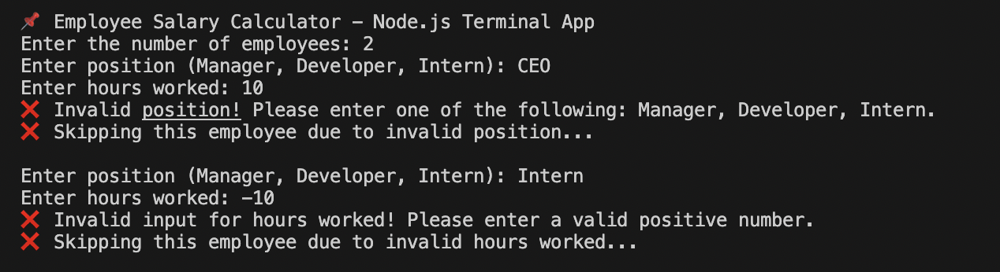 📌 Employee Salary Calculator – Node.js Terminal App
Enter the number of employees: 2
Enter position (Manager, Developer, Intern): CEO
Enter hours worked: 10
❌ Invalid position! Please enter one of the following: Manager, Developer, Intern.
❌ Skipping this employee due to invalid position...
Enter position (Manager, Developer, Intern): Intern
Enter hours worked: -10
❌ Invalid input for hours worked! Please enter a valid positive number.
❌ Skipping this employee due to invalid hours worked...